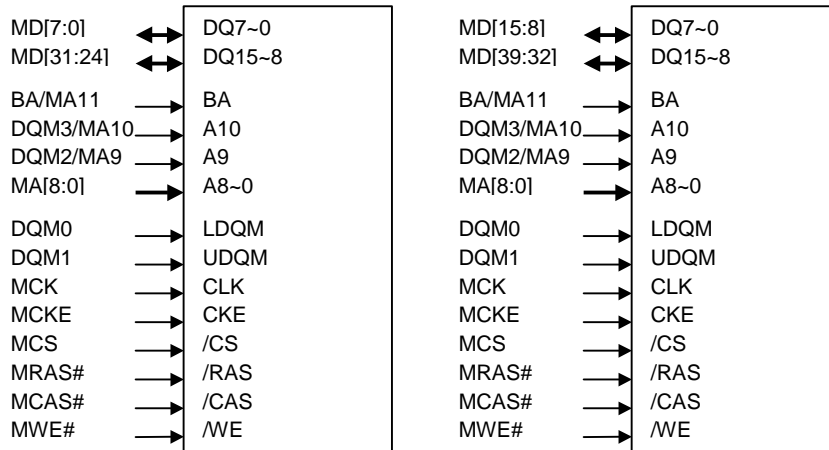 MD[7:0] DQ7~0 MD[15:8] DQ7~0
MD[31:24] DQ15~8 MD[39:32] DQ15~8
BA/MA11 BA BA/MA11 BA
DQM3/MA10 A10 DQM3/MA10 A10
DQM2/MA9 A9 DQM2/MA9 A9
MA[8:0] A8~0 MA[8:0] A8~0
DQM0 LDQM DQM0 LDQM
DQM1 UDQM DQM1 UDQM
MCK CLK MCK CLK
MCKE CKE MCKE CKE
MCS /CS MCS /CS
MRAS# /RAS MRAS# /RAS
MCAS# /CAS MCAS# /CAS
MWE# /WE MWE# /WE